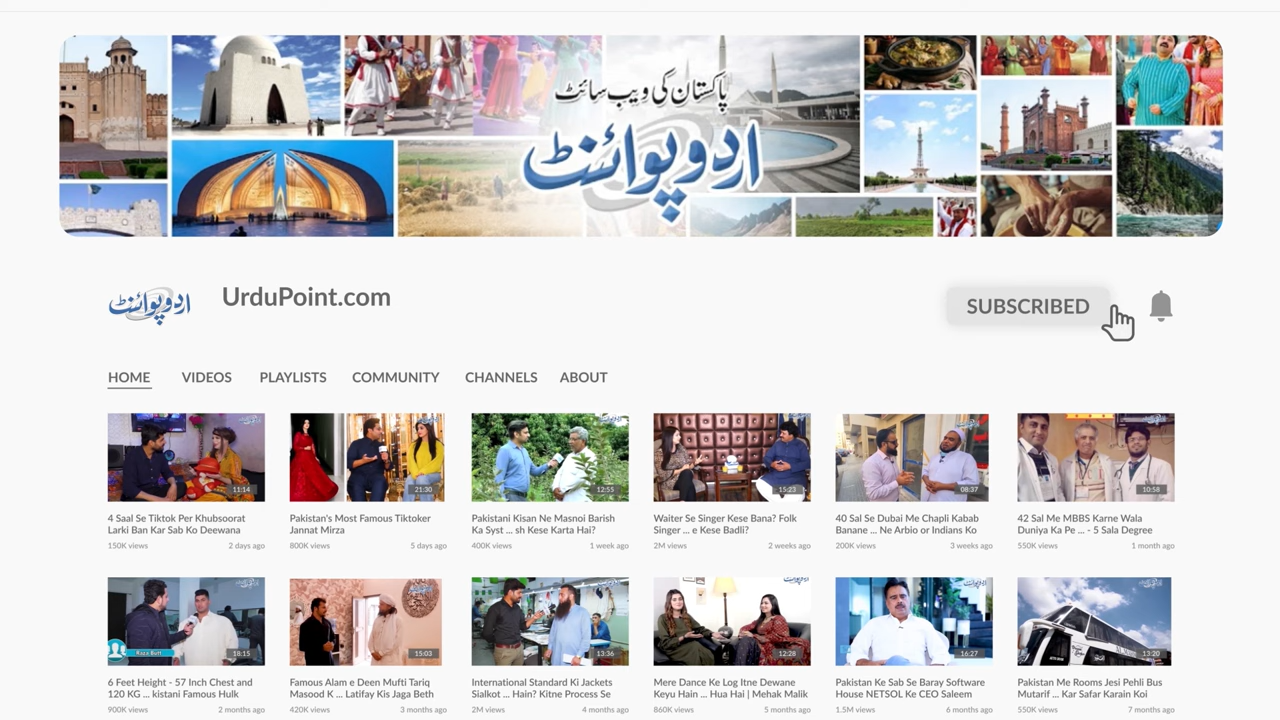 پاکستان کی ویب سائٹ
اردوپوائنٹ
اردوپوائنٹ
UrduPoint.com
SUBSCRIBED
HOME VIDEOS PLAYLISTS COMMUNITY CHANNELS ABOUT
11:14 21:30 12:55 15:23 08:37 10:58
4 Saal Se Tiktok Per Khubsoorat
Larki Ban Kar Sab Ko Deewana
150K views 2 days ago
Pakistan's Most Famous Tiktoker
Jannat Mirza
800K views 5 days ago
Pakistani Kisan Ne Masnoi Barish
Ka Syst ... sh Kese Karta Hai?
400K views 1 week ago
Waiter Se Singer Kese Bana? Folk
Singer ... e Kese Badli?
2M views 2 weeks ago
40 Sal Se Dubai Me Chapli Kabab
Banane ... Ne Arbio or Indians Ko
200K views 3 weeks ago
42 Sal Me MBBS Karne Wala
Duniya Ka Pe ... - 5 Sala Degree
550K views 1 month ago
Raza Butt
18:15 15:03 13:36 12:28 16:27 13:20
6 Feet Height - 57 Inch Chest and
120 KG ... kistani Famous Hulk
900K views 2 months ago
Famous Alam e Deen Mufti Tariq
Masood K ... Latifay Kis Jaga Beth
420K views 3 months ago
International Standard Ki Jackets
Sialkot ... Hain? Kitne Process Se
2M views 4 months ago
Mere Dance Ke Log Itne Dewane
Keyu Hain ... Hua Hai | Mehak Malik
860K views 5 months ago
Pakistan Ke Sab Se Baray Software
House NETSOL Ke CEO Saleem
1.5M views 6 months ago
Pakistan Me Rooms Jesi Pehli Bus
Mutarif ... Kar Safar Karain Koi
550K views 7 months ago